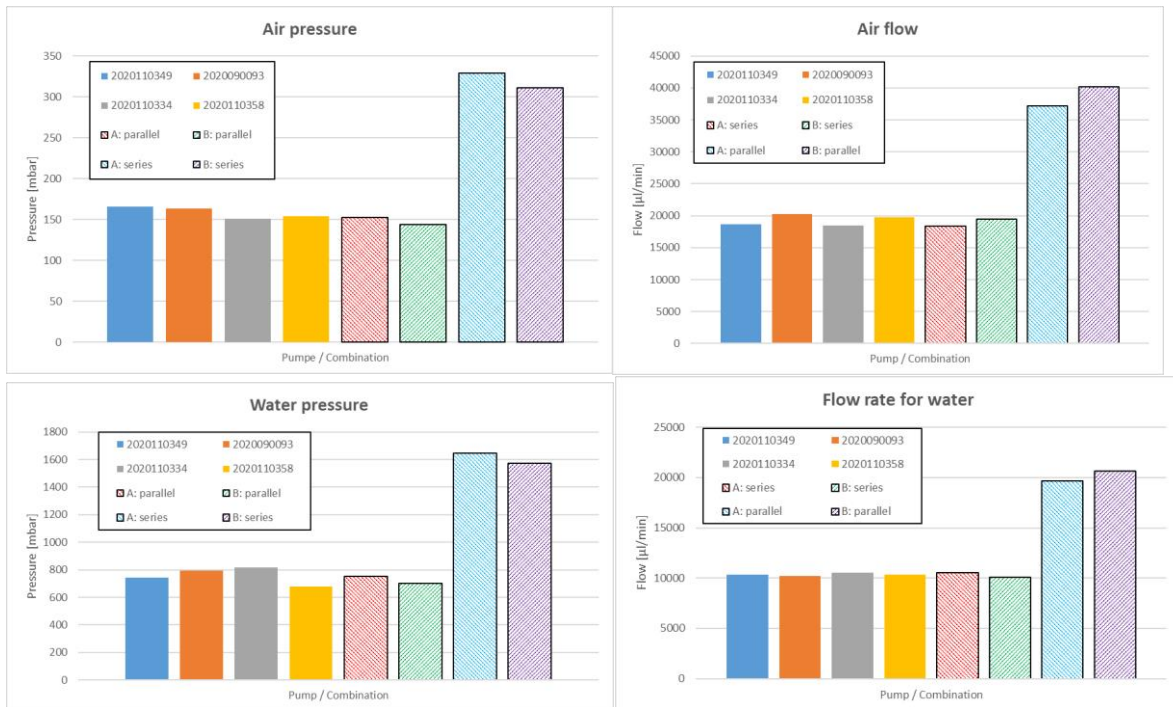 Air pressure
350
300
250
200
150
100
50
0
Pressure [mbar]
2020110349 2020090093
2020110334 2020110358
A: parallel B: parallel
A: series B: series
Pumpe / Combination
Air flow
45000
40000
35000
30000
25000
20000
15000
10000
5000
0
Flow [µl/min]
2020110349 2020090093
2020110334 2020110358
A: series B: series
A: parallel B: parallel
Pump / Combination
Water pressure
1800
1600
1400
1200
1000
800
600
400
200
0
Pressure [mbar]
2020110349 2020090093
2020110334 2020110358
A: parallel B: parallel
A: series B: series
Pump / Combination
Flow rate for water
25000
20000
15000
10000
5000
0
Flow [µl/min]
2020110349 2020090093
2020110334 2020110358
A: series B: series
A: parallel B: parallel
Pump / Combination